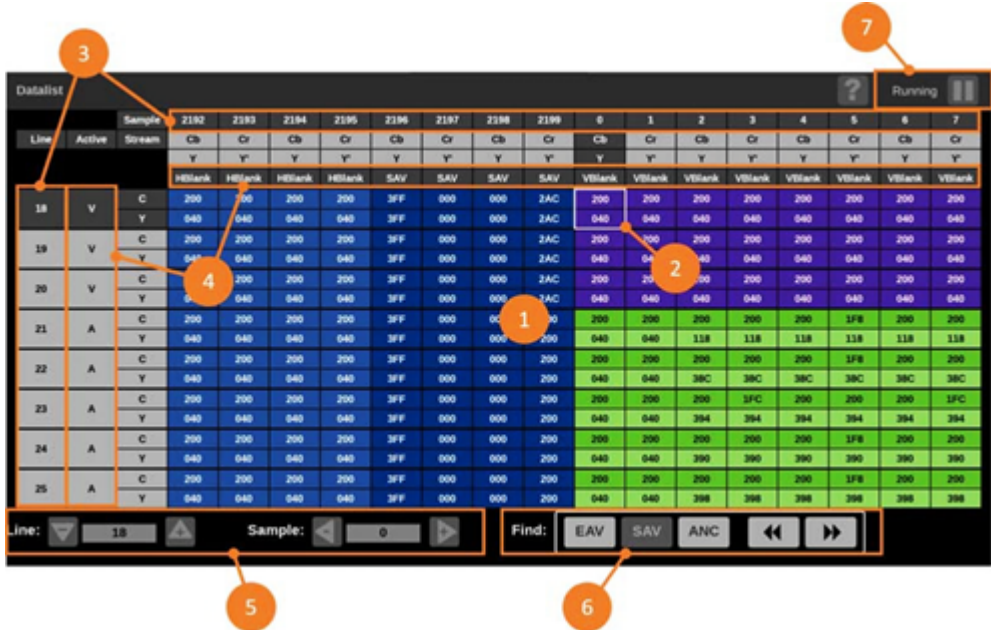 7
3
Datalist ? Running
Sample 2192 2193 2194 2195 2196 2197 2198 2199 0 1 2 3 4 5 6 7
Line Active Stream Cb Cr Cb Cr Cb Cr Cb Cr Cb Cr Cb Cr Cb Cr Cb Cr
Y Y' Y Y' Y Y' Y Y' Y Y' Y Y' Y Y' Y Y'
HBlank HBlank HBlank HBlank SAV SAV SAV SAV VBlank VBlank VBlank VBlank VBlank VBlank VBlank VBlank
18 V C 200 200 200 200 3FF 000 000 2AC 200 200 200 200 200 200 200 200
Y 040 040 040 040 3FF 000 000 2AC 040 040 040 040 040 040 040 040
19 V C 200 200 200 200 3FF 000 000 2AC 200 200 200 200 200 200 200
Y 040 040 040 3FF 000 000 2AC 040 040 040 040 040 040
4 2
20 V C 200 200 200 3FF 000 000 2AC 200 200 200 200 200 200 200 200
Y 040 040 040 3FF 000 000 2AC 040 040 040 040 040 040 040 040
1
21 A C 200 200 200 200 3FF 000 200 200 200 200 200 1F8 200 200
Y 040 040 040 040 3FF 000 200 040 040 118 118 118 118 118 118
22 A C 200 200 200 200 3FF 000 000 200 200 200 200 200 200 1F8 200 200
Y 040 040 040 040 3FF 000 000 200 040 040 38C 38C 38C 38C 38C 38C
23 A C 200 200 200 200 3FF 000 000 200 200 200 200 1FC 200 200 200 1FC
Y 040 040 040 040 3FF 000 000 200 040 040 394 394 394 394 394 394
24 A C 200 200 200 200 3FF 000 000 200 200 200 200 200 200 1F8 200 200
Y 040 040 040 040 3FF 000 000 200 040 040 390 390 390 390 390 390
25 A C 200 200 200 200 3FF 000 000 200 200 200 200 200 200 1F8 200 200
Y 040 040 040 040 3FF 000 000 200 040 040 398 398 398 398 398 398
Line: - 18 + Sample: - 0 + Find: EAV SAV ANC
5 6